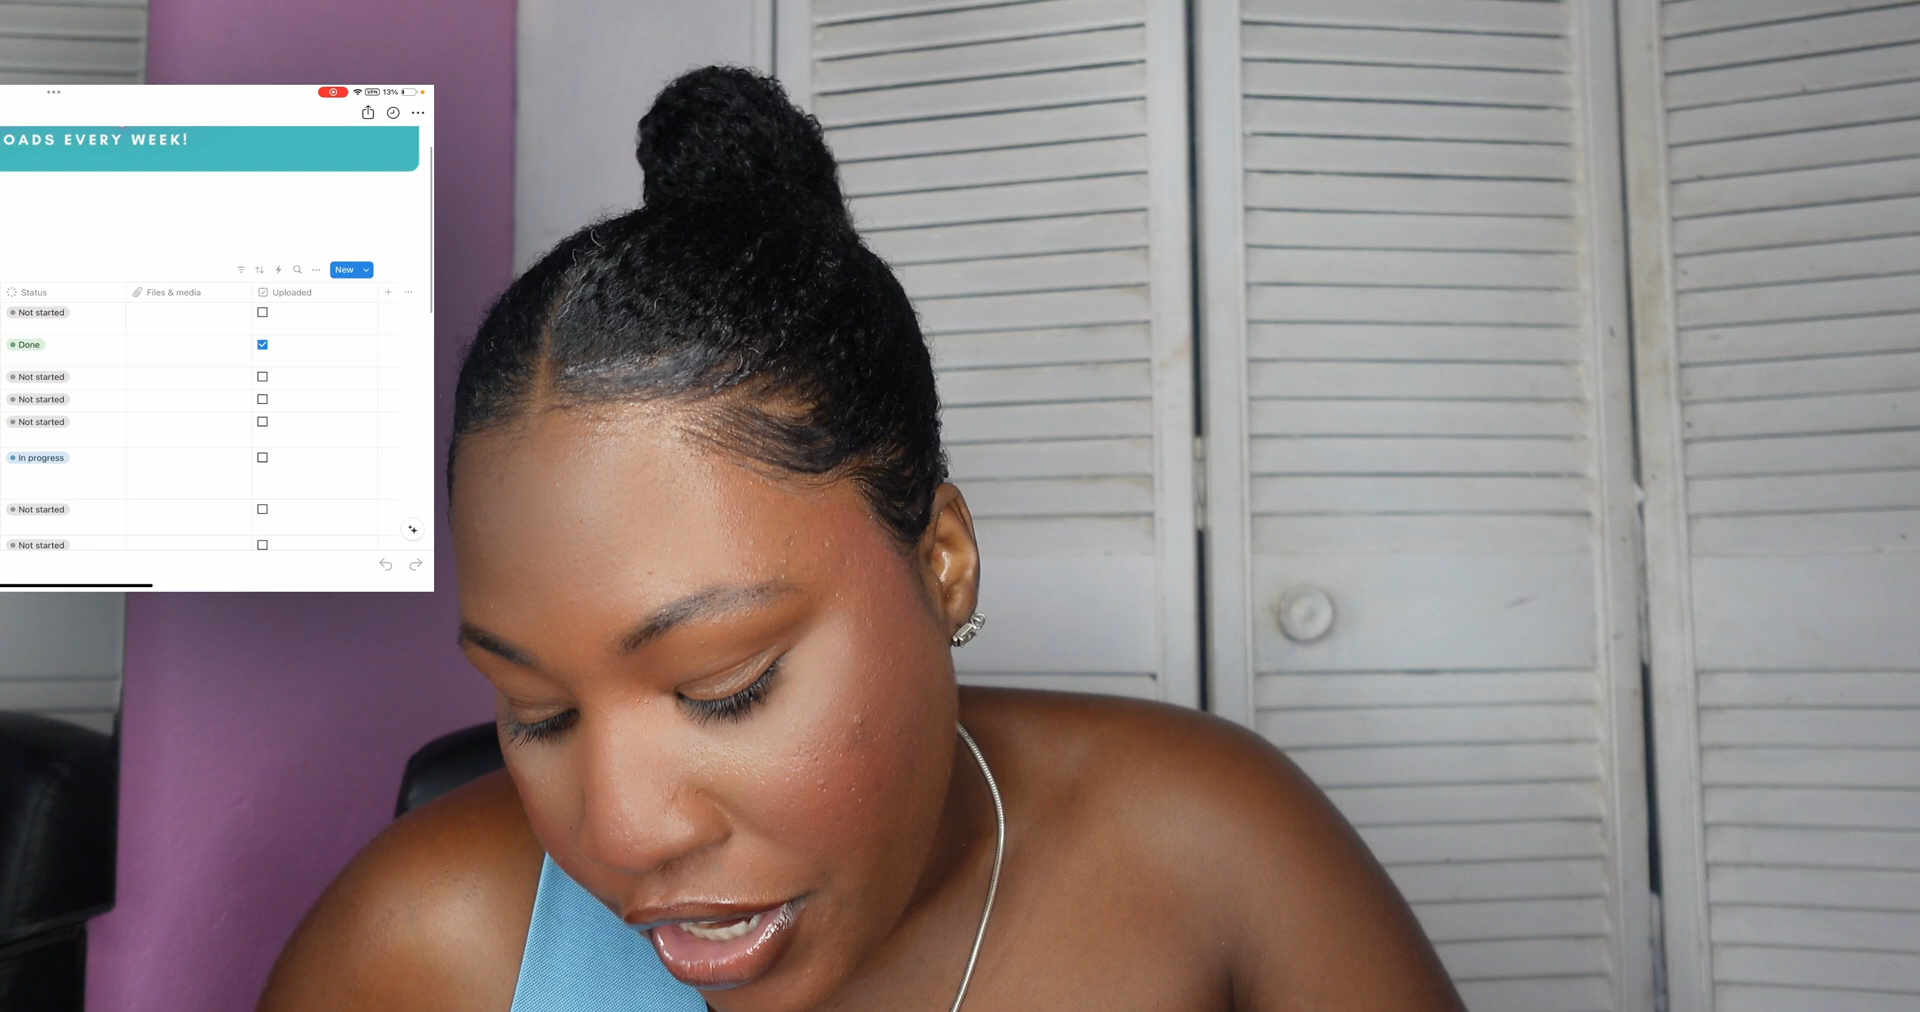 VPN 13%
OADS EVERY WEEK!
New
Status Files & media Uploaded
Not started
Done
Not started
Not started
Not started
In progress
Not started
Not started